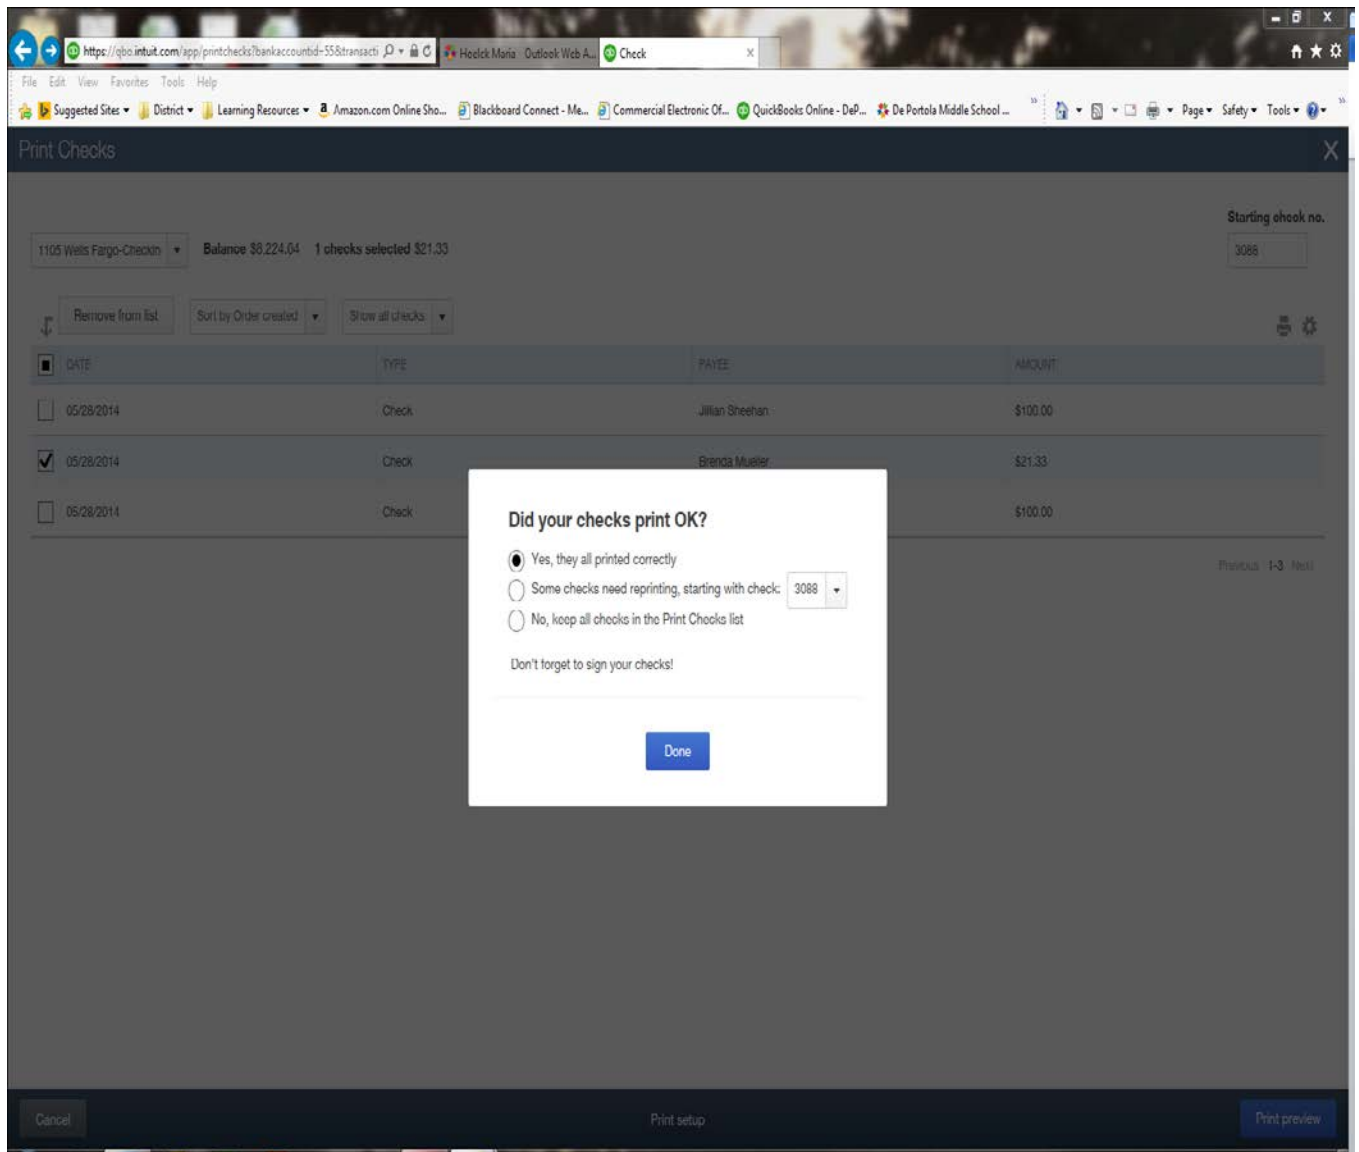 https://qbo.intuit.com/app/printchecks?bankaccountid=55&transacti
Hoelck Maria Outlook Web A...
Check
X
File Edit View Favorites Tools Help
Suggested Sites District Learning Resources Amazon.com Online Sho... Blackboard Connect - Me... Commercial Electronic Of... QuickBooks Online - DeP... De Portola Middle School ... Page Safety Tools
Print Checks X
Starting check no.
1105 Wells Fargo-Checkin Balance $8,224.64 1 checks selected $21.33 3088
Remove from list Sort by Order created Show all checks
DATE TYPE PAYEE AMOUNT
05/28/2014 Check Jillian Sheehan $100.00
05/28/2014 Check Brenda Mueller $21.33
05/28/2014 Check $100.00
Previous 1-3 Next
Did your checks print OK?
Yes, they all printed correctly
Some checks need reprinting, starting with check: 3088
No, keep all checks in the Print Checks list
Don't forget to sign your checks!
Done
Cancel Print setup Print preview